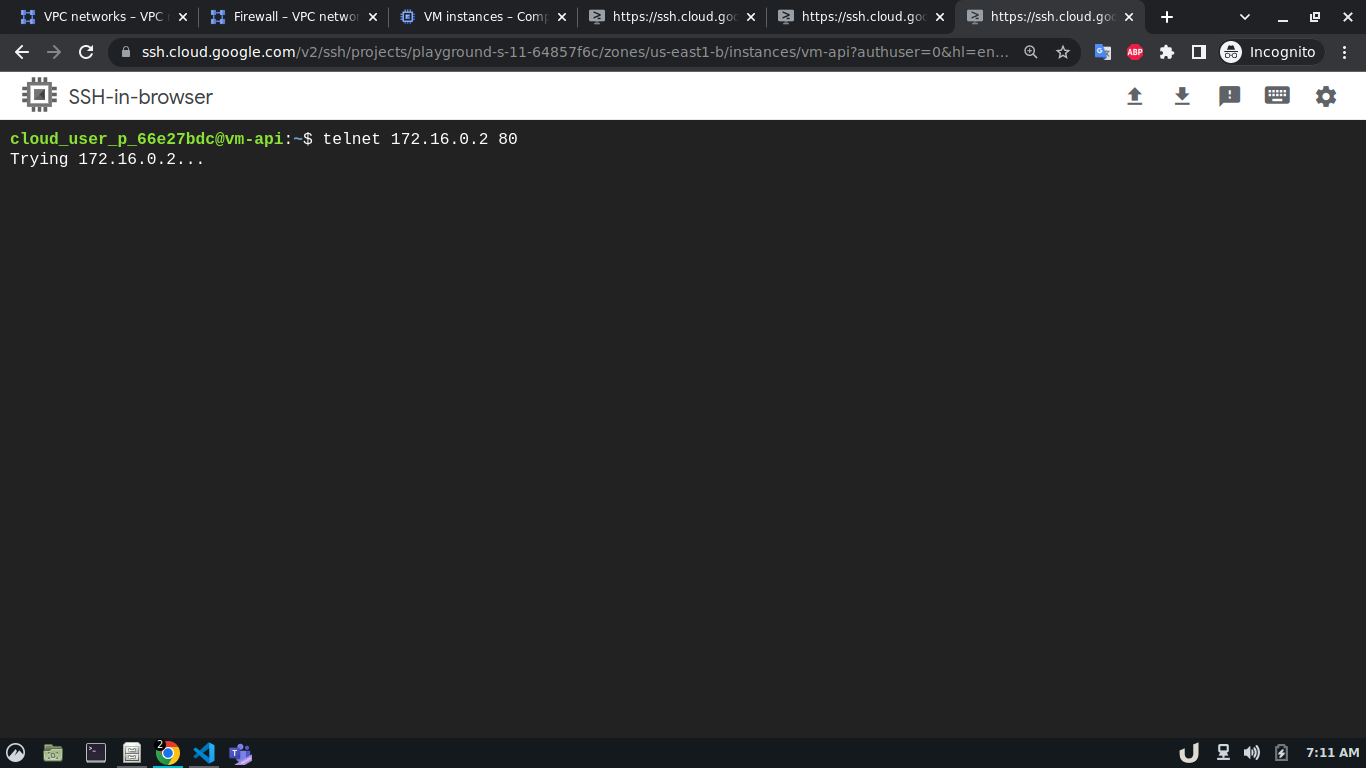 VPC networks – VPC
Firewall – VPC networ
VM instances – Comp
https://ssh.cloud.goo
https://ssh.cloud.goo
https://ssh.cloud.goo
ssh.cloud.google.com/v2/ssh/projects/playground-s-11-64857f6c/zones/us-east1-b/instances/vm-api?authuser=0&hl=en...
ABP
Incognito
SSH-in-browser
cloud_user_p_66e27bdc@vm-api:~$ telnet 172.16.0.2 80
Trying 172.16.0.2...
2
7:11 AM